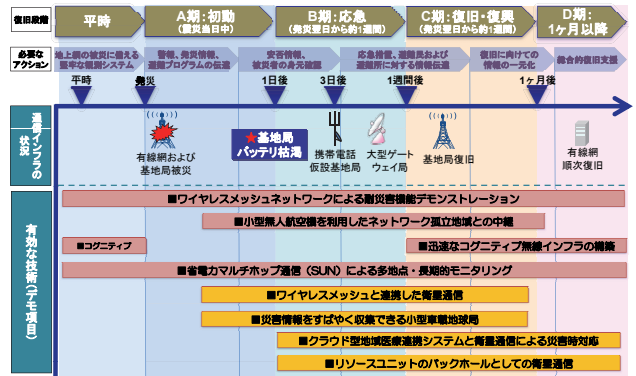 復旧段階
平時
A期：初動
(震災当日中)
B期：応急
(発災翌日から約1週間)
C期：復旧・復興
(発災翌日から約1週間)
D期：
1ヶ月以降
必要な
アクション
地上網の被災に備える
堅牢な観測システム
警報、発災情報、
避難プログラムの伝達
安否情報、
被災者の身元確認
応急措置、避難民および
避難所に対する情報伝達
復旧に向けての
情報の一元化
総合的復旧支援
平時
発災
1日後
3日後
1週間後
1ヶ月後
通信インフラの
状況
有線網および
基地局被災
★基地局
バッテリ枯渇
携帯電話
仮設基地局
大型ゲート
ウェイ局
基地局復旧
有線網
順次復旧
有効な技術(デモ項目)
■ワイヤレスメッシュネットワークによる耐災害機能デモンストレーション
■小型無人航空機を利用したネットワーク孤立地域との中継
■コグニティブ
■迅速なコグニティブ無線インフラの構築
■省電力マルチホップ通信（SUN）による多地点・長期的モニタリング
■ワイヤレスメッシュと連携した衛星通信
■災害情報をすばやく収集できる小型車載地球局
■クラウド型地域医療連携システムと衛星通信による災害時対応
■リソースユニットのバックホールとしての衛星通信